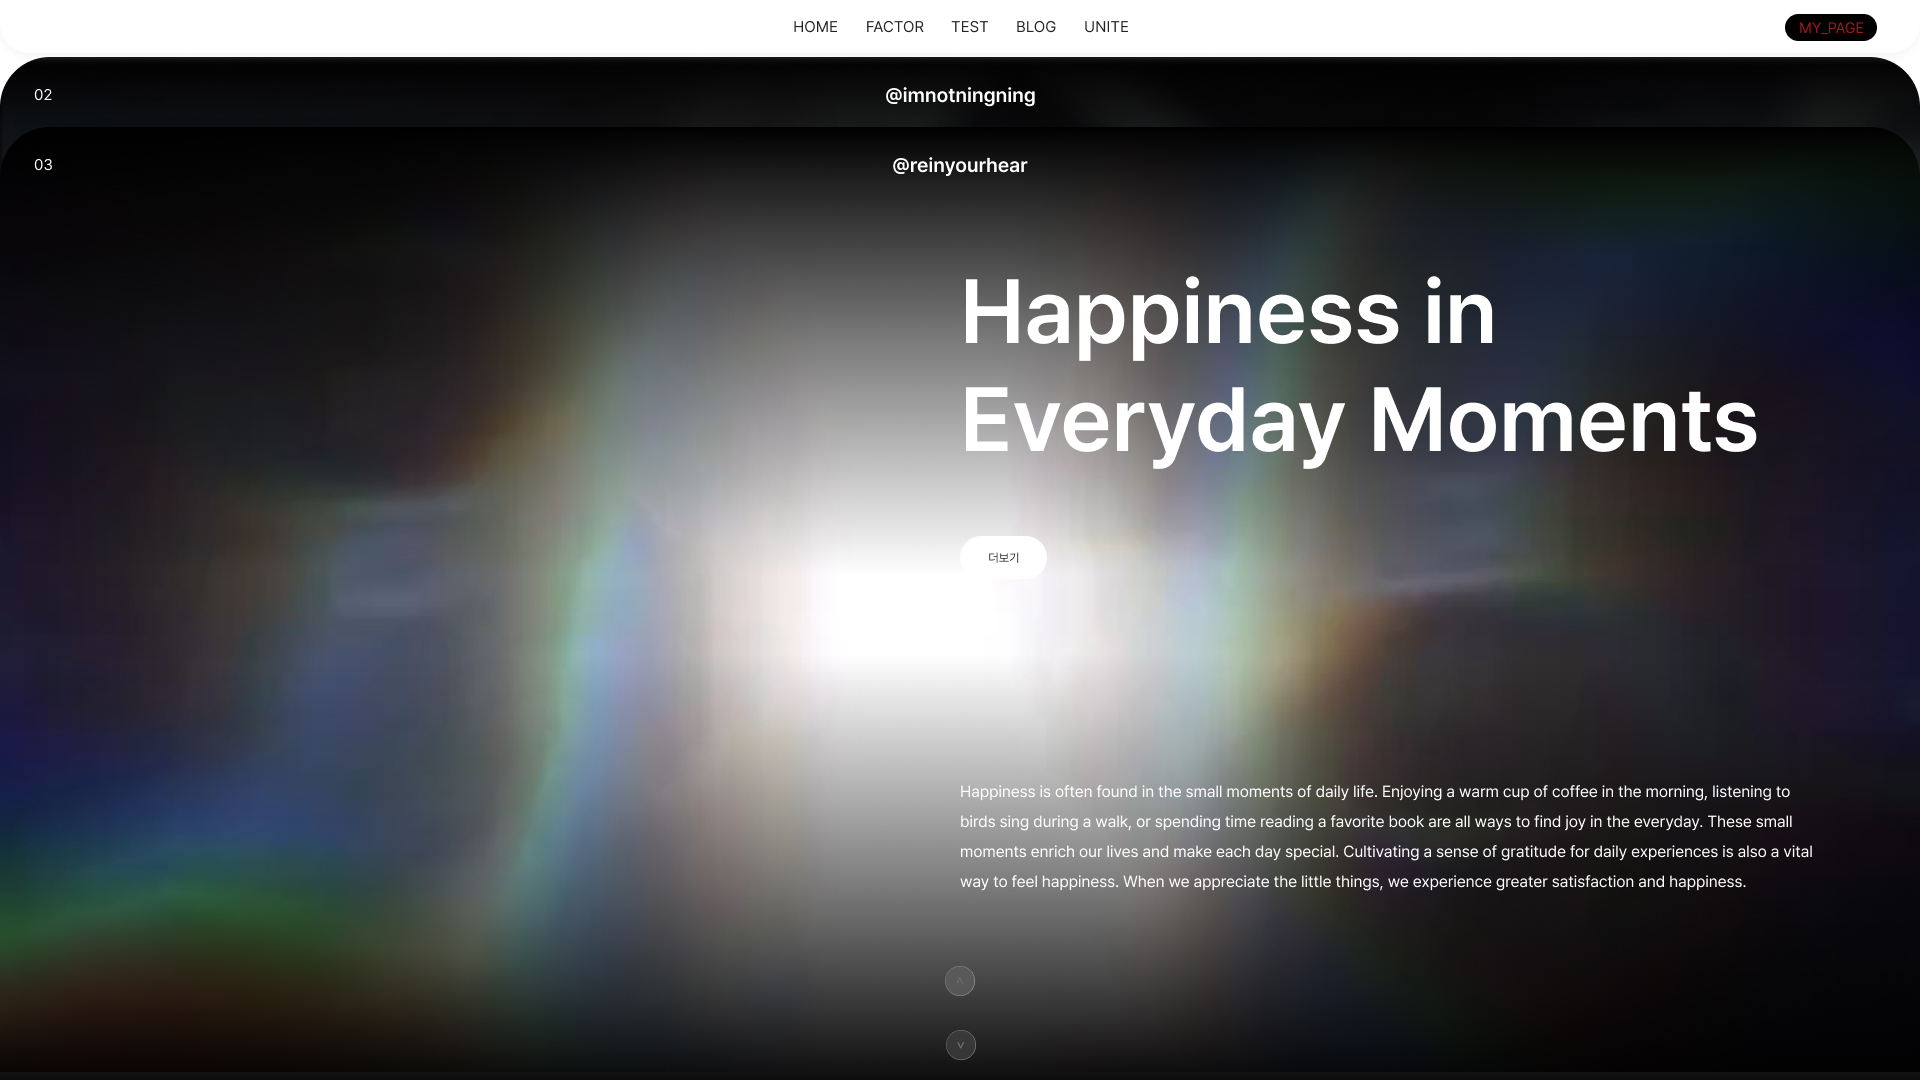 HOME FACTOR TEST BLOG UNITE MY_PAGE
02 @imnotningning
03 @reinyourhear
Happiness in
Everyday Moments
더보기
Happiness is often found in the small moments of daily life. Enjoying a warm cup of coffee in the morning, listening to
birds sing during a walk, or spending time reading a favorite book are all ways to find joy in the everyday. These small
moments enrich our lives and make each day special. Cultivating a sense of gratitude for daily experiences is also a vital
way to feel happiness. When we appreciate the little things, we experience greater satisfaction and happiness.